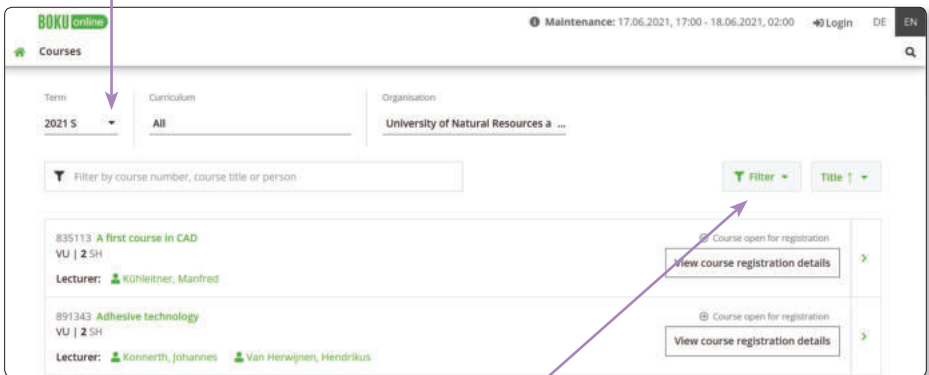 BOKU online
Maintenance: 17.06.2021, 17:00 - 18.06.2021, 02:00 Login DE EN
Courses
Term Curriculum Organisation
2021 S All University of Natural Resources a ...
Filter by course number, course title or person Filter Title ↑
835113 A first course in CAD Course open for registration
VU | 2 SH View course registration details
Lecturer: Kühleitner, Manfred
891343 Adhesive technology Course open for registration
VU | 2 SH View course registration details
Lecturer: Konnerth, Johannes Van Herwijnen, Hendrikus